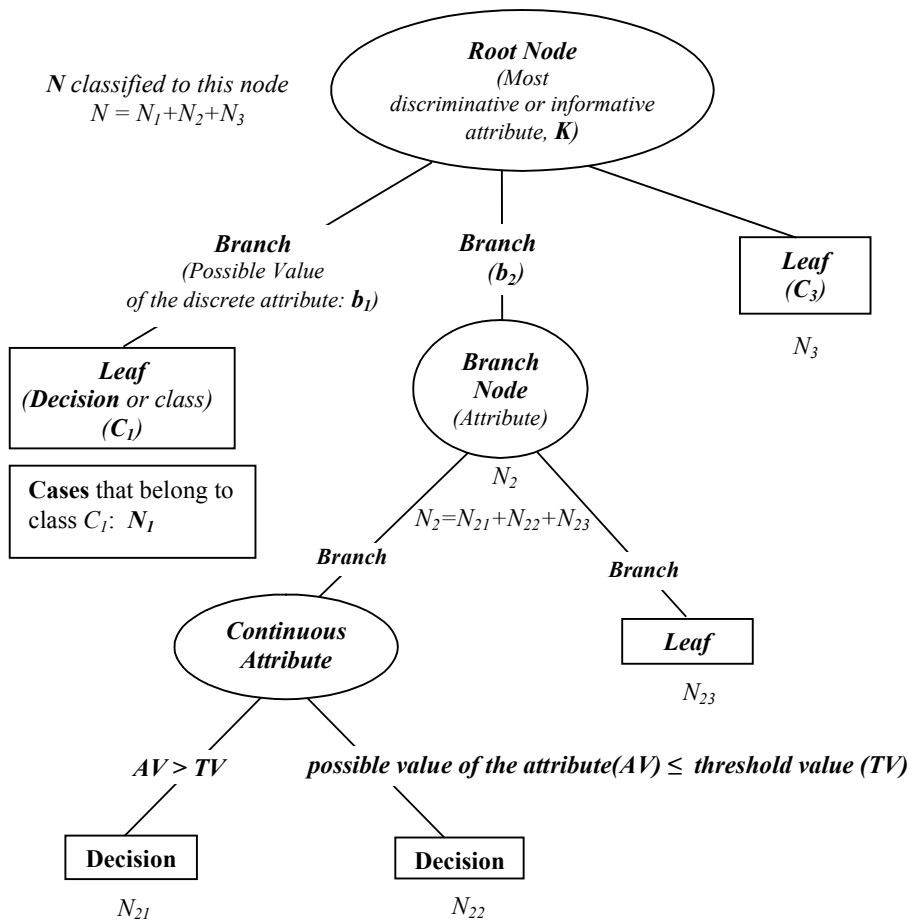 Root Node
(Most
discriminative or informative
attribute, K)
N classified to this node
N = N₁+N₂+N₃
Branch
(Possible Value
of the discrete attribute: b₁)
Branch
(b₂)
Leaf
(C₃)
N₃
Leaf
(Decision or class)
(C₁)
Cases that belong to
class C₁: N₁
Branch
Node
(Attribute)
N₂
N₂=N₂₁+N₂₂+N₂₃
Branch
Branch
Continuous
Attribute
Leaf
N₂₃
AV > TV
possible value of the attribute(AV) ≤ threshold value (TV)
Decision
N₂₁
Decision
N₂₂